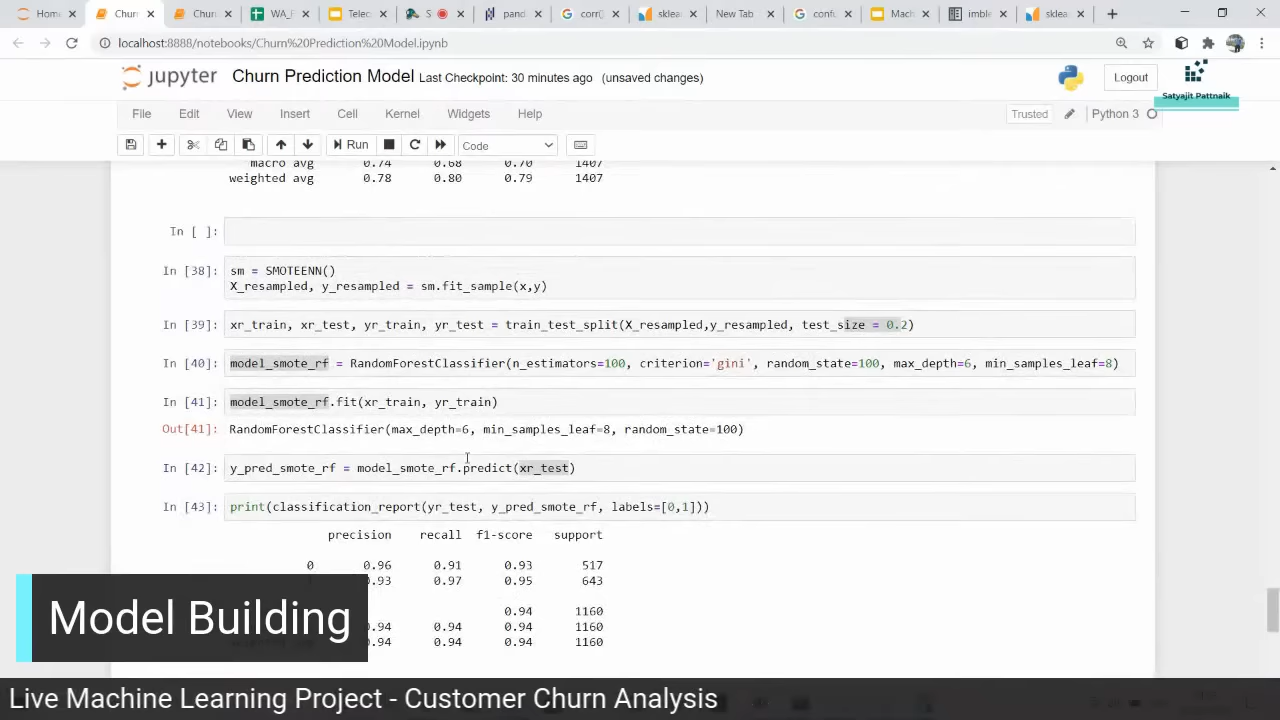 Home
Chur
Churu
WA_F
Telec
S
pand
corr(
sklea
New Tab
confu
Mach
imble
sklea
localhost:8888/notebooks/Churn%20Prediction%20Model.ipynb
jupyter
Churn Prediction Model Last Checkpoint: 30 minutes ago (unsaved changes)
Logout
Satyajit Pattnaik
File Edit View Insert Cell Kernel Widgets Help
Trusted
Python 3
Run
Code
macro avg 0.74 0.68 0.70 1407
weighted avg 0.78 0.80 0.79 1407
In [ ]:
In [38]: sm = SMOTEENN()
X_resampled, y_resampled = sm.fit_sample(x,y)
In [39]: xr_train, xr_test, yr_train, yr_test = train_test_split(X_resampled,y_resampled, test_size = 0.2)
In [40]: model_smote_rf = RandomForestClassifier(n_estimators=100, criterion='gini', random_state=100, max_depth=6, min_samples_leaf=8)
In [41]: model_smote_rf.fit(xr_train, yr_train)
Out[41]: RandomForestClassifier(max_depth=6, min_samples_leaf=8, random_state=100)
In [42]: y_pred_smote_rf = model_smote_rf.predict(xr_test)
In [43]: print(classification_report(yr_test, y_pred_smote_rf, labels=[0,1]))
precision recall f1-score support
0 0.96 0.91 0.93 517
0.93 0.97 0.95 643
0.94 1160
0.94 0.94 0.94 1160
0.94 0.94 0.94 1160
Model Building
Live Machine Learning Project - Customer Churn Analysis